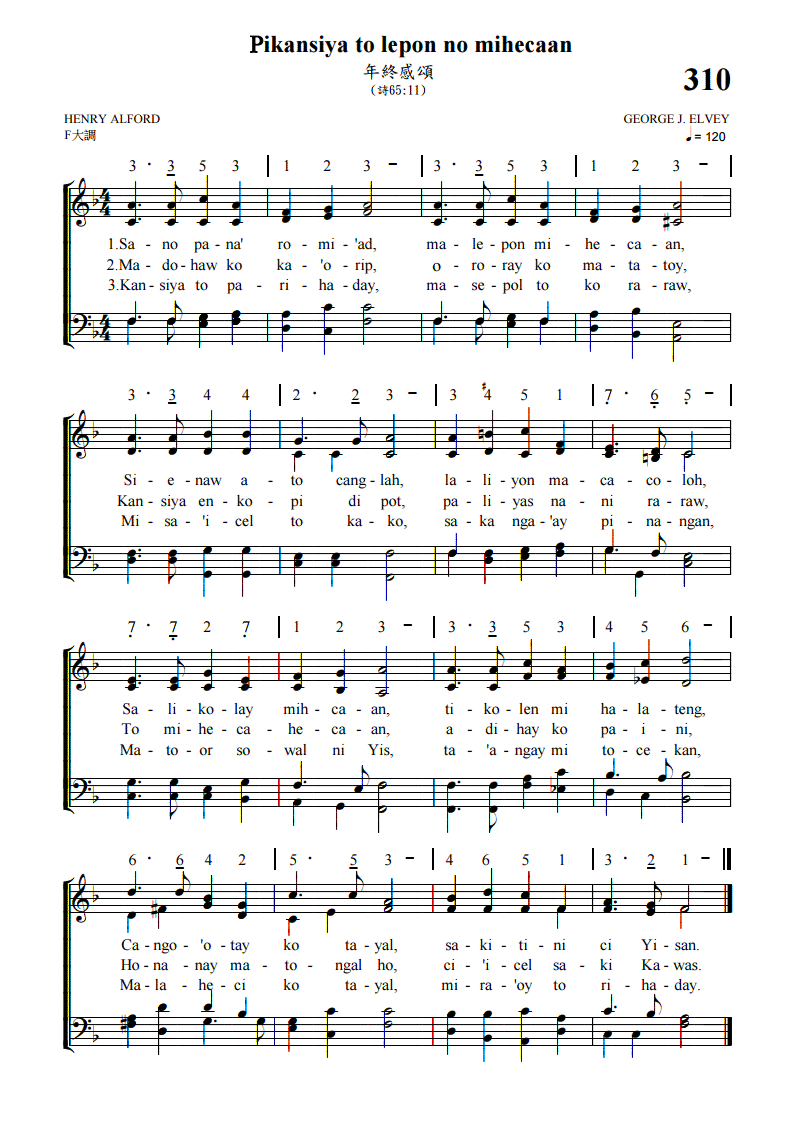 Pikansiya to lepon no mihecaan
年終感頌
(詩65:11)
310
HENRY ALFORD
GEORGE J. ELVEY
F大調
♩ = 120
3 · 3 5 3 | 1 2 3 – | 3 · 3 5 3 | 1 2 3 – |
1.Sa - no pa - na' ro - mi - 'ad, ma - le - pon mi - he - ca - an,
2.Ma - do - haw ko ka - 'o - rip, o - ro - ray ko ma - ta - toy,
3.Kan - siya to pa - ri - ha - day, ma - se - pol to ko ra - raw,
3 · 3 4 4 | 2 · 2 3 – | 3 ♯4 5 1 | 7 · 6 5 – |
Si - e - naw a - to cang - lah, la - li - yon ma - ca - co - loh,
Kan - siya en - ko - pi di pot, pa - li - yas na - ni ra - raw,
Mi - sa - 'i - cel to ka - ko, sa - ka nga - 'ay pi - na - ngan,
7 · 7 2 7 | 1 2 3 – | 3 · 3 5 3 | 4 5 6 – |
Sa - li - ko - lay mih - ca - an, ti - ko - len mi ha - la - teng,
To mi - he - ca - he - ca - an, a - di - hay ko pa - i - ni,
Ma - to - or so - wal ni Yis, ta - 'a - ngay mi to - ce - kan,
6 · 6 4 2 | 5 · 5 3 – | 4 6 5 1 | 3 · 2 1 – ‖
Ca - ngo - 'o - tay ko ta - yal, sa - ki - ti - ni ci Yi - san.
Ho - na - nay ma - to - ngal ho, ci - 'i - cel sa - ki Ka - was.
Ma - la - he - ci ko ta - yal, mi - ra - 'oy to ri - ha - day.